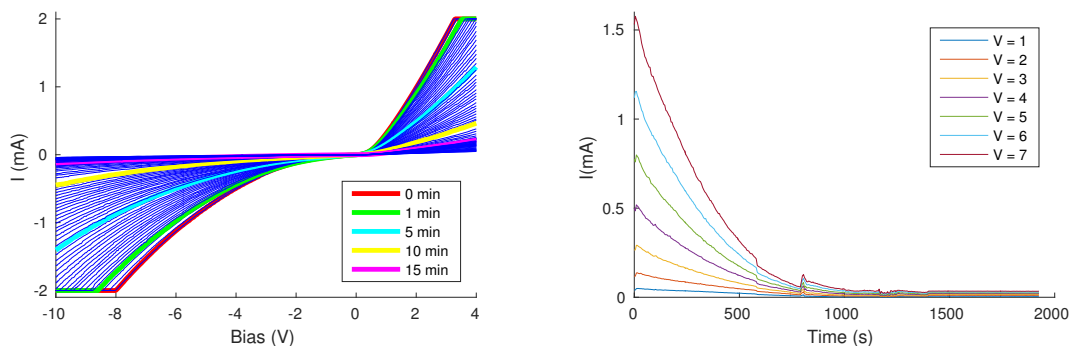 2
1
0
-1
-2
I (mA)
-10
-8
-6
-4
-2
0
2
4
Bias (V)
0 min
1 min
5 min
10 min
15 min
1.5
1
0.5
0
I(mA)
0
500
1000
1500
2000
Time (s)
V = 1
V = 2
V = 3
V = 4
V = 5
V = 6
V = 7